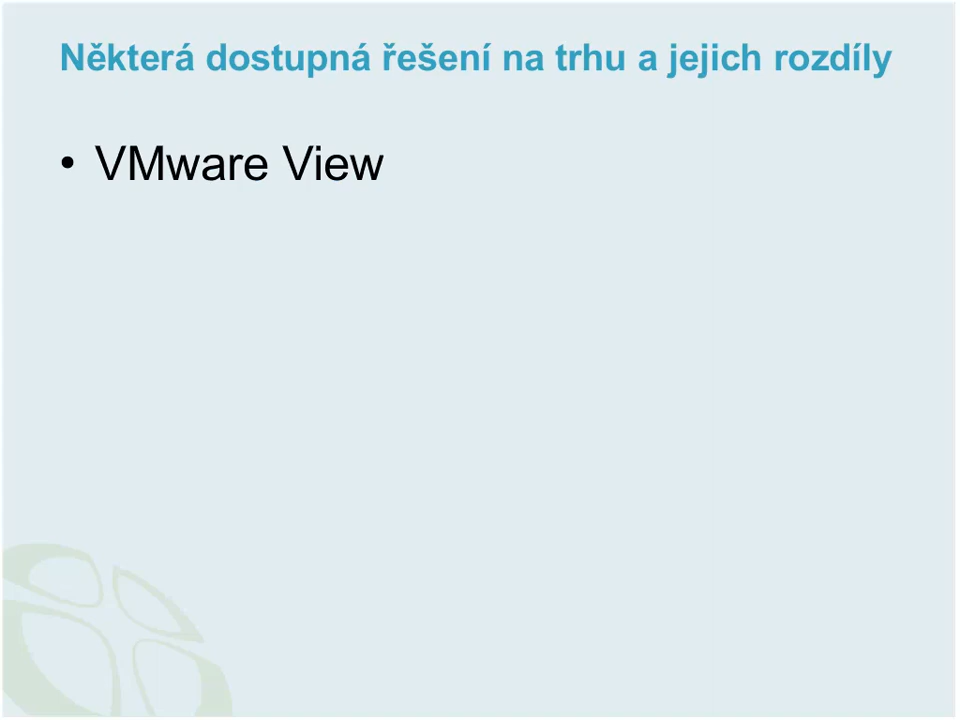 Některá dostupná řešení na trhu a jejich rozdíly
• VMware View